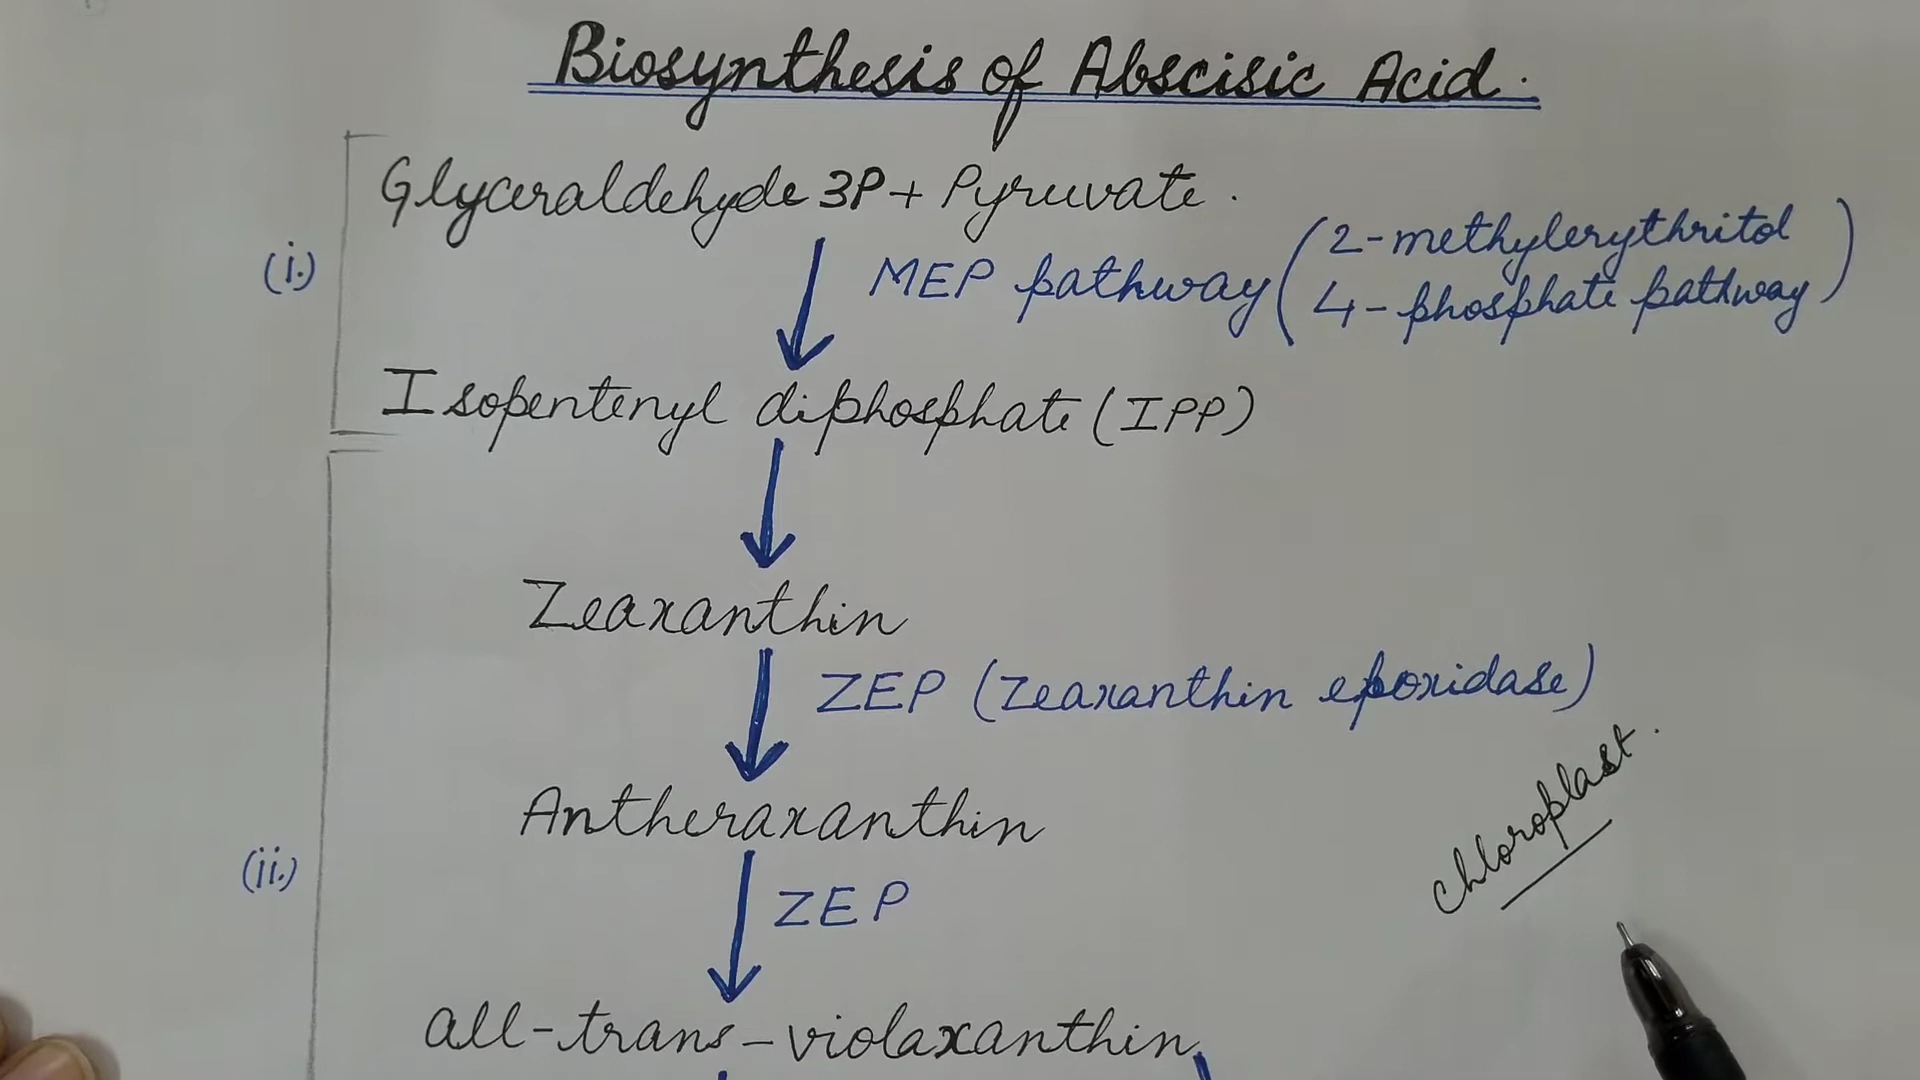 Biosynthesis of Abscisic Acid.
Glyceraldehyde 3P + Pyruvate.
(i.)
MEP pathway (2-methylerythritol
4-phosphate pathway)
Isopentenyl diphosphate (IPP)
Zeaxanthin
ZEP (Zeaxanthin epoxidase)
Chloroplast.
Antheraxanthin
(ii.)
ZEP
all-trans-violaxanthin